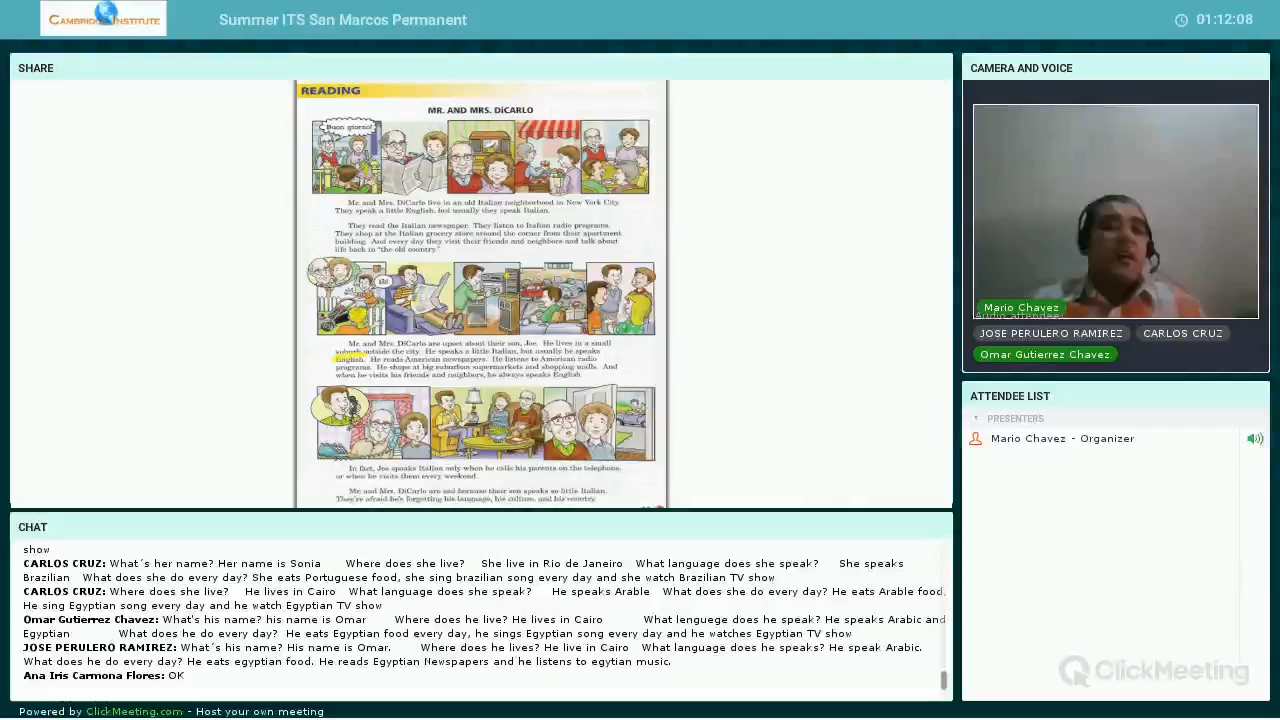 CAMBRIDGE INSTITUTE
Summer ITS San Marcos Permanent
01:12:08
SHARE
READING
MR. AND MRS. DiCARLO
Buon giorno!
Mr. and Mrs. DiCarlo live in an old Italian neighborhood in New York City.
They speak a little English, but usually they speak Italian.
They read the Italian newspaper. They listen to Italian radio programs.
They shop at the Italian grocery store around the corner from their apartment
building. And every day they visit their friends and neighbors and talk about
life back in "the old country."
Hi!
Mr. and Mrs. DiCarlo are upset about their son, Joe. He lives in a small
suburb outside the city. He speaks a little Italian, but usually he speaks
English. He reads American newspapers. He listens to American radio
programs. He shops at big suburban supermarkets and shopping malls. And
when he visits his friends and neighbors, he always speaks English.
In fact, Joe speaks Italian only when he calls his parents on the telephone,
or when he visits them every weekend.
Mr. and Mrs. DiCarlo are sad because their son speaks so little Italian.
They're afraid he's forgetting his language, his culture, and his country.
CAMERA AND VOICE
Mario Chavez
JOSE PERULERO RAMIREZ CARLOS CRUZ
Omar Gutierrez Chavez
ATTENDEE LIST
PRESENTERS
Mario Chavez - Organizer
CHAT
show
CARLOS CRUZ: What´s her name? Her name is Sonia Where does she live? She live in Rio de Janeiro What language does she speak? She speaks
Brazilian What does she do every day? She eats Portuguese food, she sing brazilian song every day and she watch Brazilian TV show
CARLOS CRUZ: Where does she live? He lives in Cairo What language does she speak? He speaks Arable What does she do every day? He eats Arable food,
He sing Egyptian song every day and he watch Egyptian TV show
Omar Gutierrez Chavez: What's his name? his name is Omar Where does he live? He lives in Cairo What lenguege does he speak? He speaks Arabic and
Egyptian What does he do every day? He eats Egyptian food every day, he sings Egyptian song every day and he watches Egyptian TV show
JOSE PERULERO RAMIREZ: What´s his name? His name is Omar. Where does he lives? He live in Cairo What language does he speaks? He speak Arabic.
What does he do every day? He eats egyptian food. He reads Egyptian Newspapers and he listens to egytian music.
Ana Iris Carmona Flores: OK
ClickMeeting
Powered by ClickMeeting.com - Host your own meeting